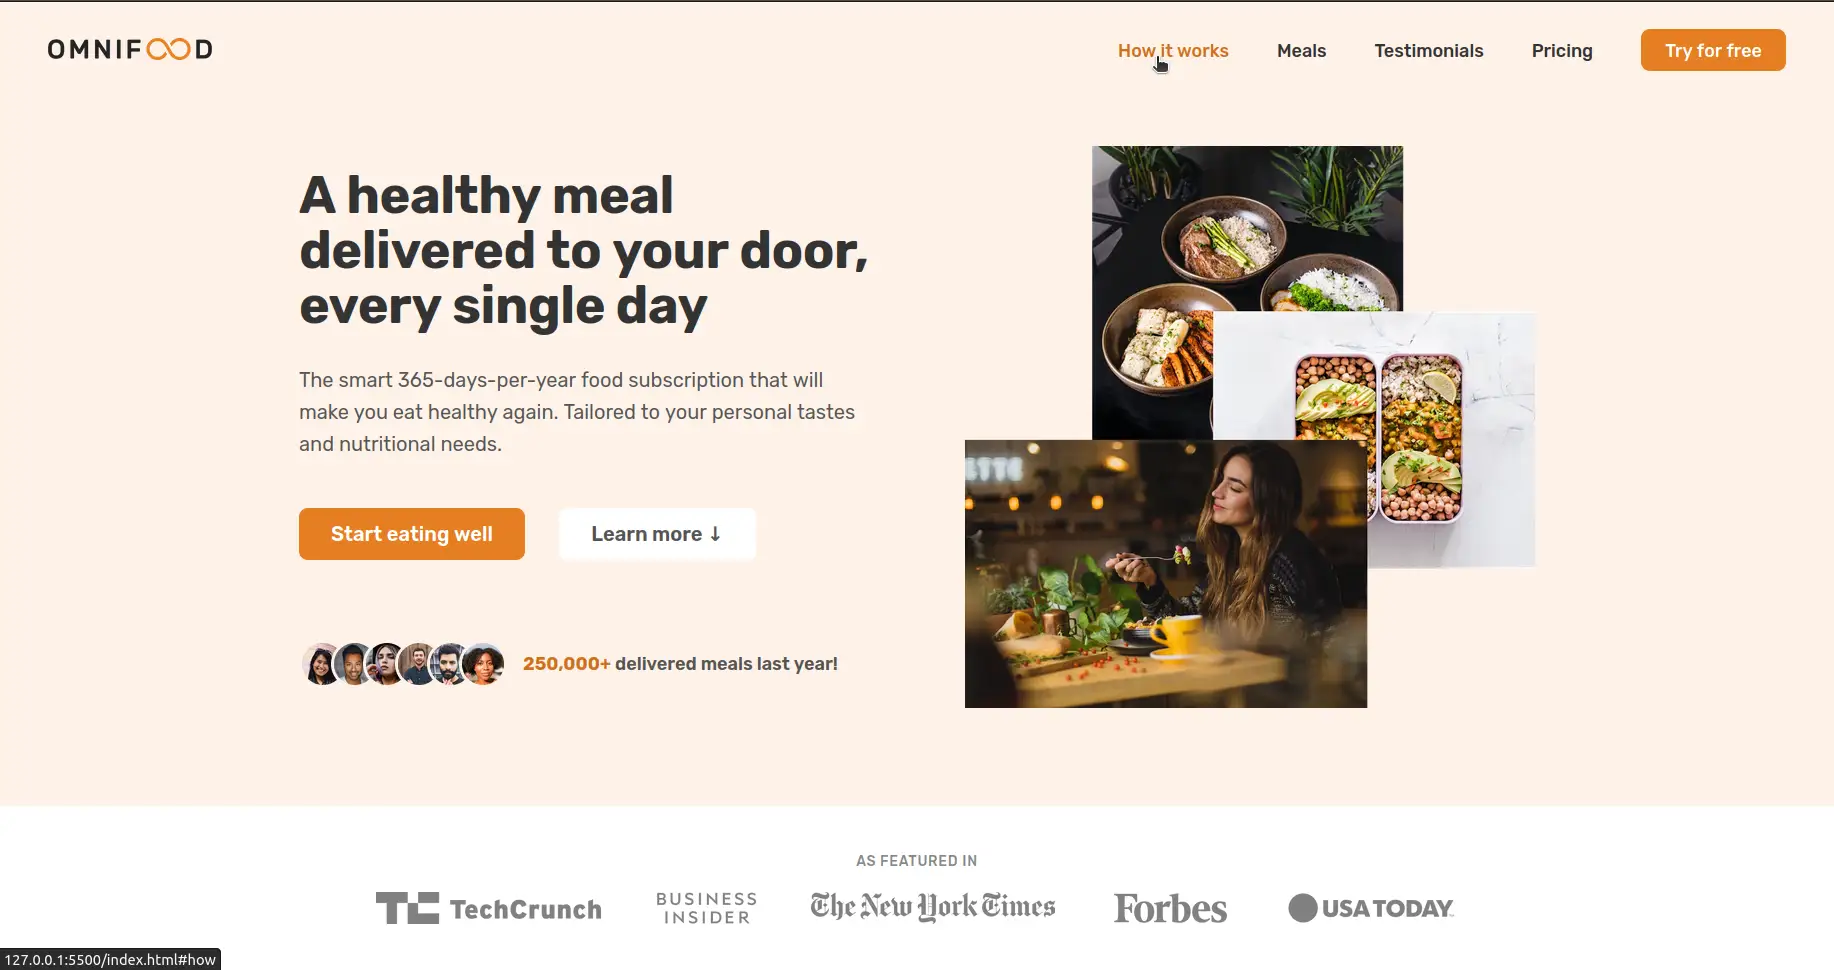 OMNIFOOD
How it works
Meals
Testimonials
Pricing
Try for free
A healthy meal
delivered to your door,
every single day
The smart 365-days-per-year food subscription that will
make you eat healthy again. Tailored to your personal tastes
and nutritional needs.
Start eating well
Learn more ↓
250,000+ delivered meals last year!
AS FEATURED IN
TC TechCrunch
BUSINESS
INSIDER
The New York Times
Forbes
USA TODAY
127.0.0.1:5500/index.html#how